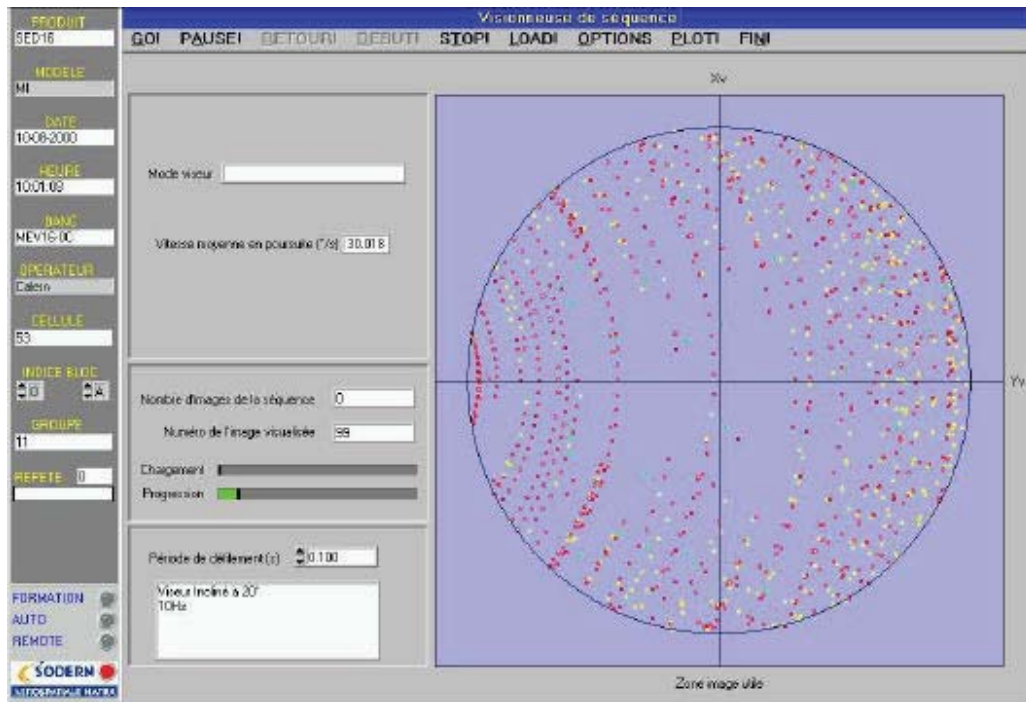 Visionneuse de séquence
GO! PAUSE! RETOUR! DEBUT! STOP! LOAD! OPTIONS PLOT! FIN!
PRODUIT
SED16
MODELE
MI
DATE
10-08-2000
HEURE
10:01:09
BANC
MEV16-0C
OPERATEUR
Calern
CELLULE
53
INDICE BLOC
0 A
GROUPE
11
REPETE 0
FORMATION
AUTO
REMOTE
SODERN
Mode viseur
Vitesse moyenne en poursuite (°/s) 30.018
Nombre d'images de la séquence 0
Numéro de l'image visualisée 99
Chargement
Progression
Période de défilement (s) 0.100
Viseur Incliné à 20°
10Hz
Xv
Yv
Zone image utile